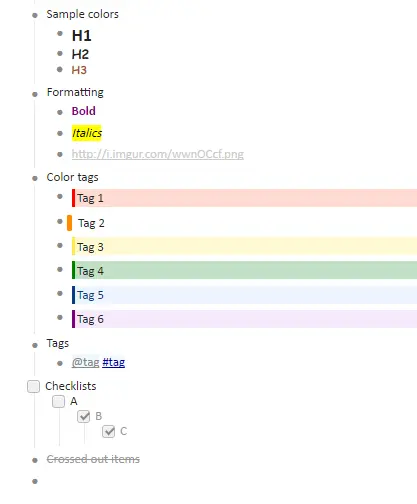 Sample colors
H1
H2
H3
Formatting
Bold
Italics
http://i.imgur.com/wwnOCcf.png
Color tags
Tag 1
Tag 2
Tag 3
Tag 4
Tag 5
Tag 6
Tags
@tag #tag
Checklists
A
B
C
Crossed out items